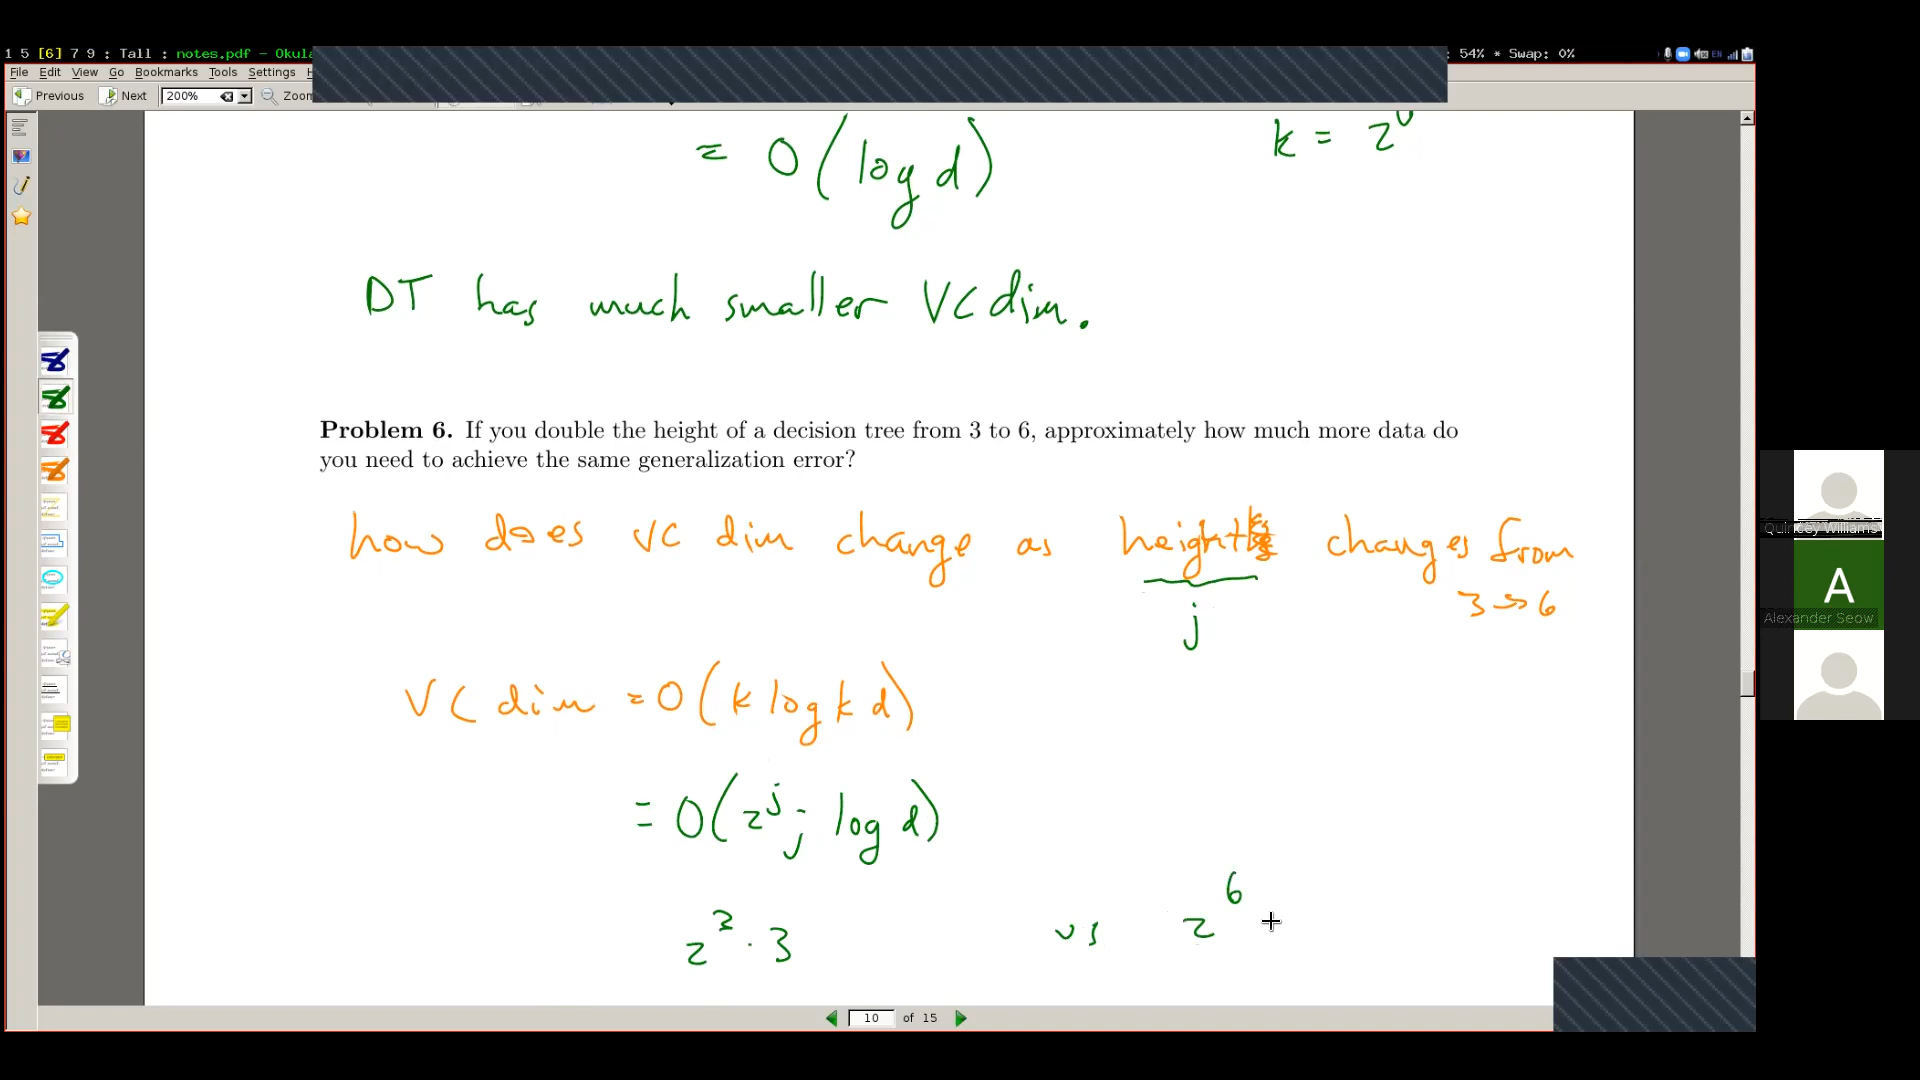 1 5 [6] 7 9 : Tall : notes.pdf - Okula
: 54% * Swap: 0%
File Edit View Go Bookmarks Tools Settings H
Previous Next 200% Zoom
EN
= O(log d)
k = 2
DT has much smaller VC dim.
Problem 6. If you double the height of a decision tree from 3 to 6, approximately how much more data do
you need to achieve the same generalization error?
how does VC dim change as height changes from
3 → 6
j
VC dim = O(k log k d)
= O(2^j j log d)
2^3 · 3 vs 2^6
10 of 15
Quincey Williams
A
Alexander Seow